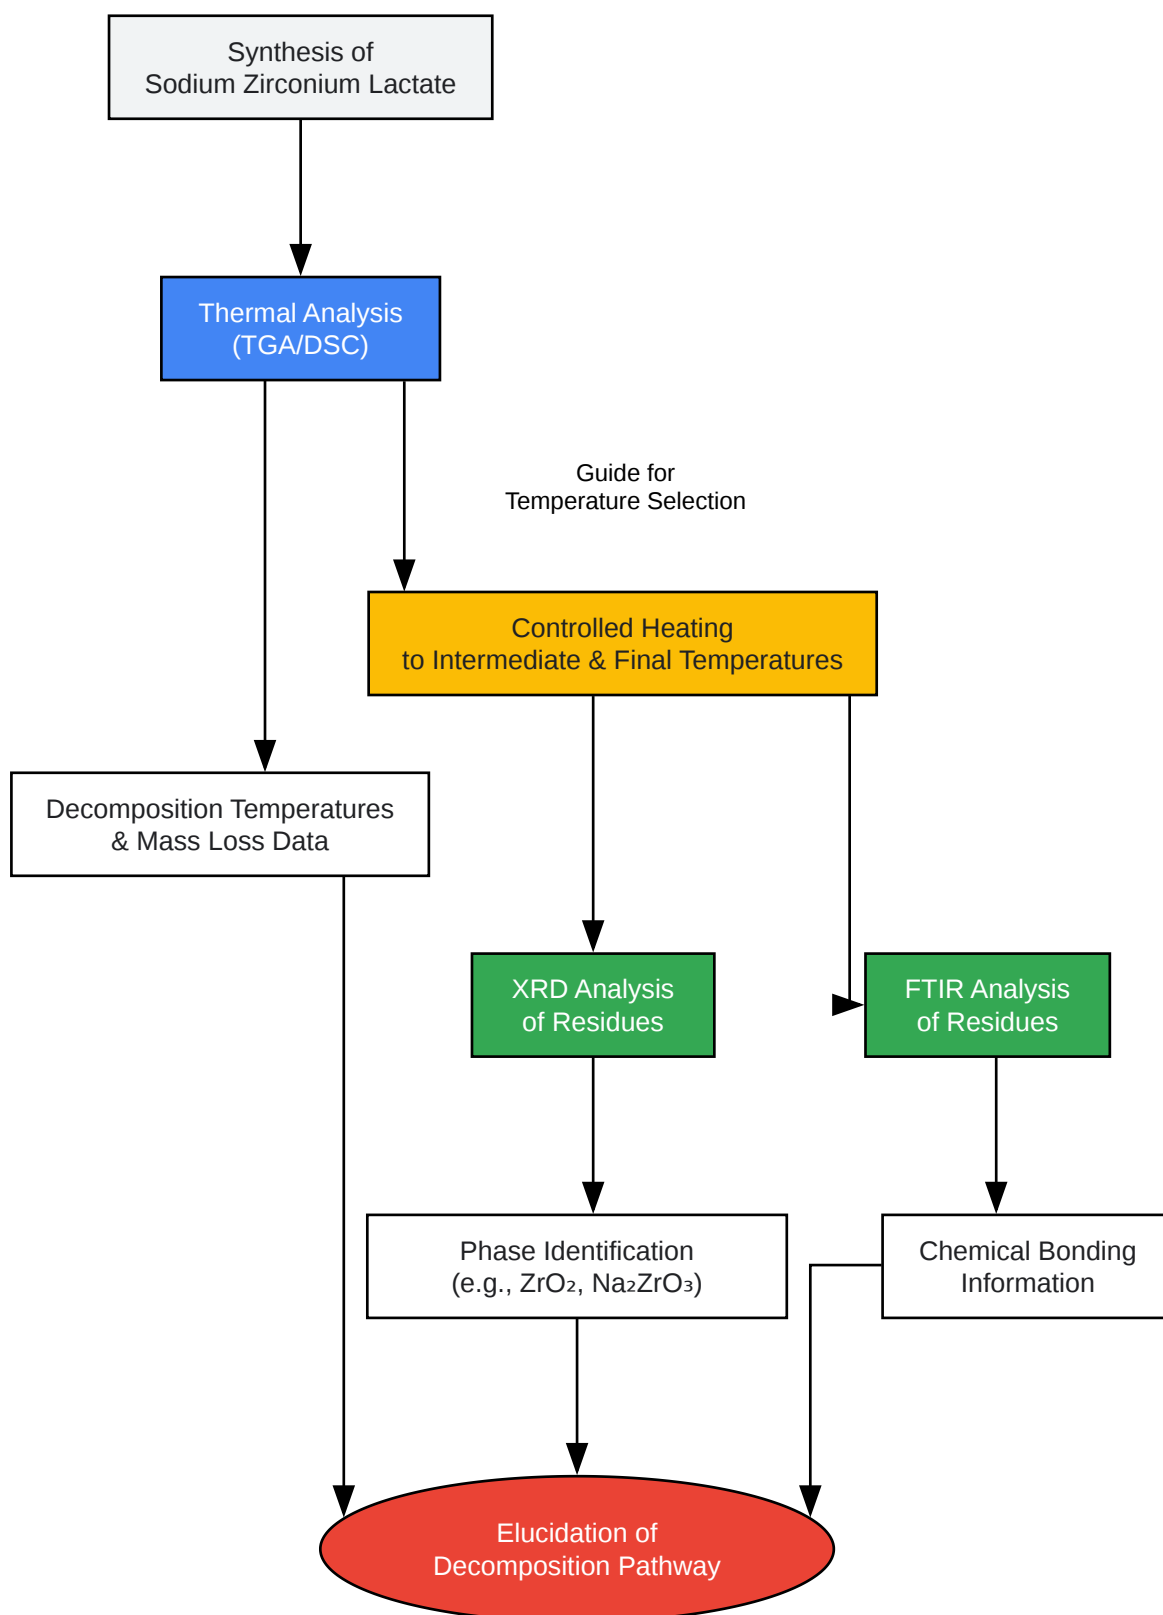 Synthesis of
Sodium Zirconium Lactate
Thermal Analysis
(TGA/DSC)
Guide for
Temperature Selection
Controlled Heating
to Intermediate & Final Temperatures
Decomposition Temperatures
& Mass Loss Data
XRD Analysis
of Residues
FTIR Analysis
of Residues
Phase Identification
(e.g., ZrO₂, Na₂ZrO₃)
Chemical Bonding
Information
Elucidation of
Decomposition Pathway